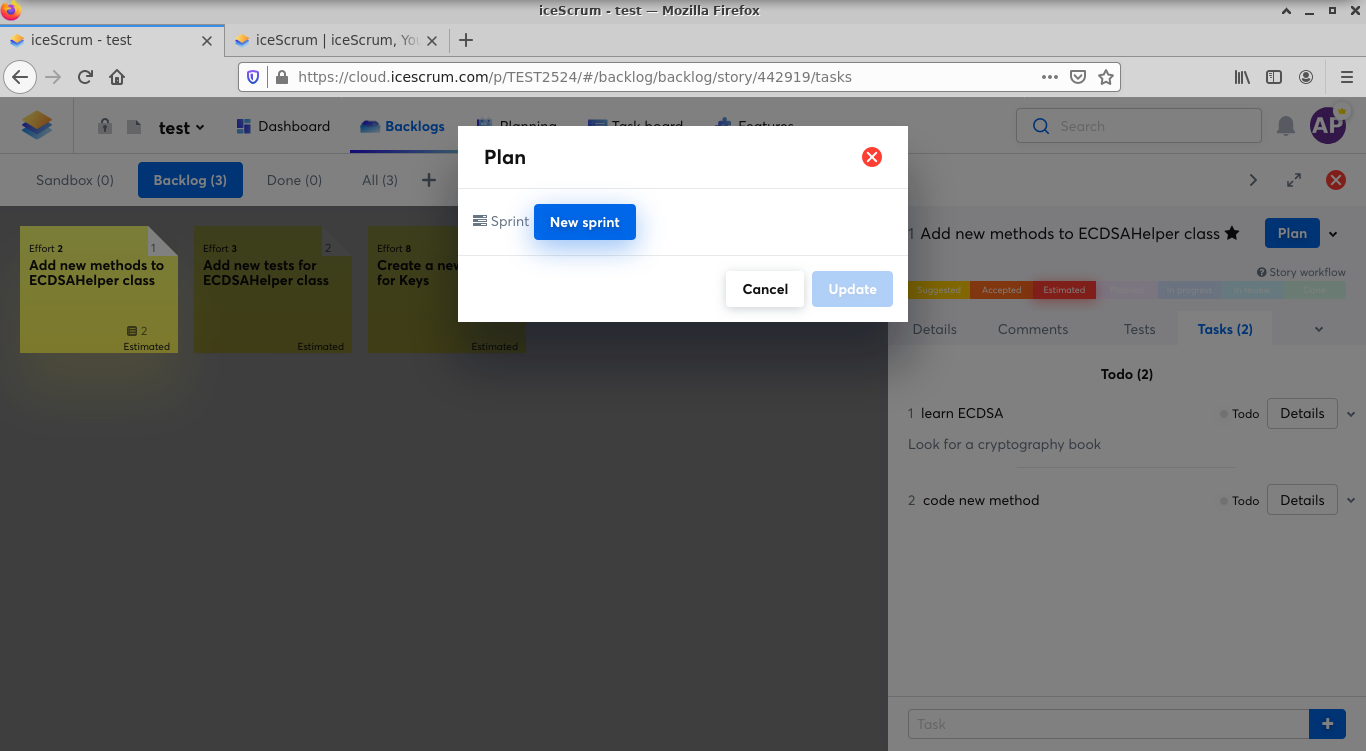 iceScrum - test — Mozilla Firefox
iceScrum - test
iceScrum | iceScrum, You
https://cloud.icescrum.com/p/TEST2524/#/backlog/backlog/story/442919/tasks
test
Dashboard
Backlogs
Planning
Task board
Features
Search
AP
Plan
Sandbox (0)
Backlog (3)
Done (0)
All (3)
Sprint
New sprint
Cancel
Update
Effort 2
1
Add new methods to
ECDSAHelper class
2
Estimated
Effort 3
2
Add new tests for
ECDSAHelper class
Estimated
Effort 8
Create a new
for Keys
Estimated
1 Add new methods to ECDSAHelper class
Plan
Story workflow
Suggested
Accepted
Estimated
Planned
In progress
In review
Done
Details
Comments
Tests
Tasks (2)
Todo (2)
1 learn ECDSA
Todo
Details
Look for a cryptography book
2 code new method
Todo
Details
Task